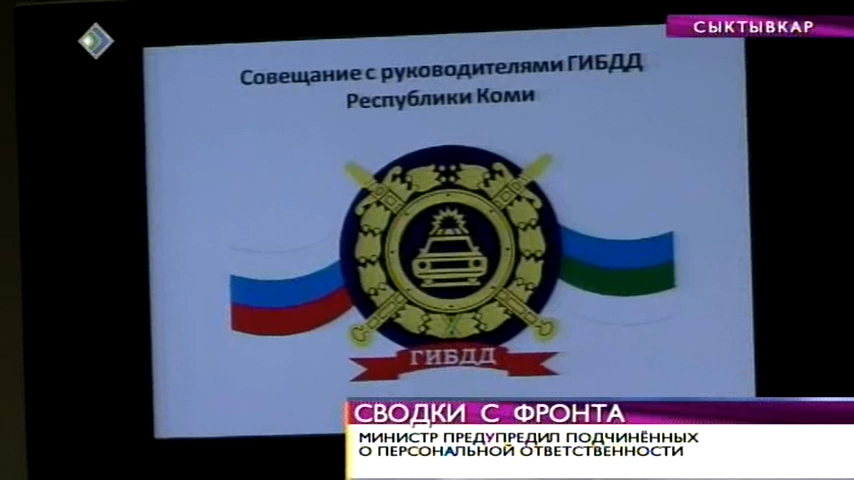 СЫКТЫВКАР
Совещание с руководителями ГИБДД
Республики Коми
ГИБДД
СВОДКИ С ФРОНТА
МИНИСТР ПРЕДУПРЕДИЛ ПОДЧИНЁННЫХ
О ПЕРСОНАЛЬНОЙ ОТВЕТСТВЕННОСТИ